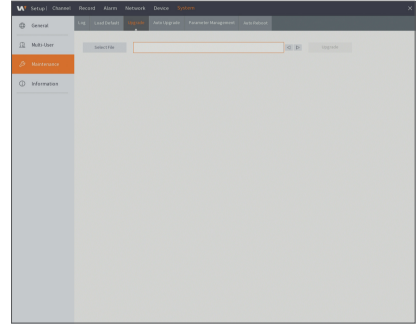 Setup | Channel Record Alarm Network Device System
General Log Load Default Upgrade Auto Upgrade Parameter Management Auto Reboot
Multi-User Select File Upgrade
Maintenance
Information